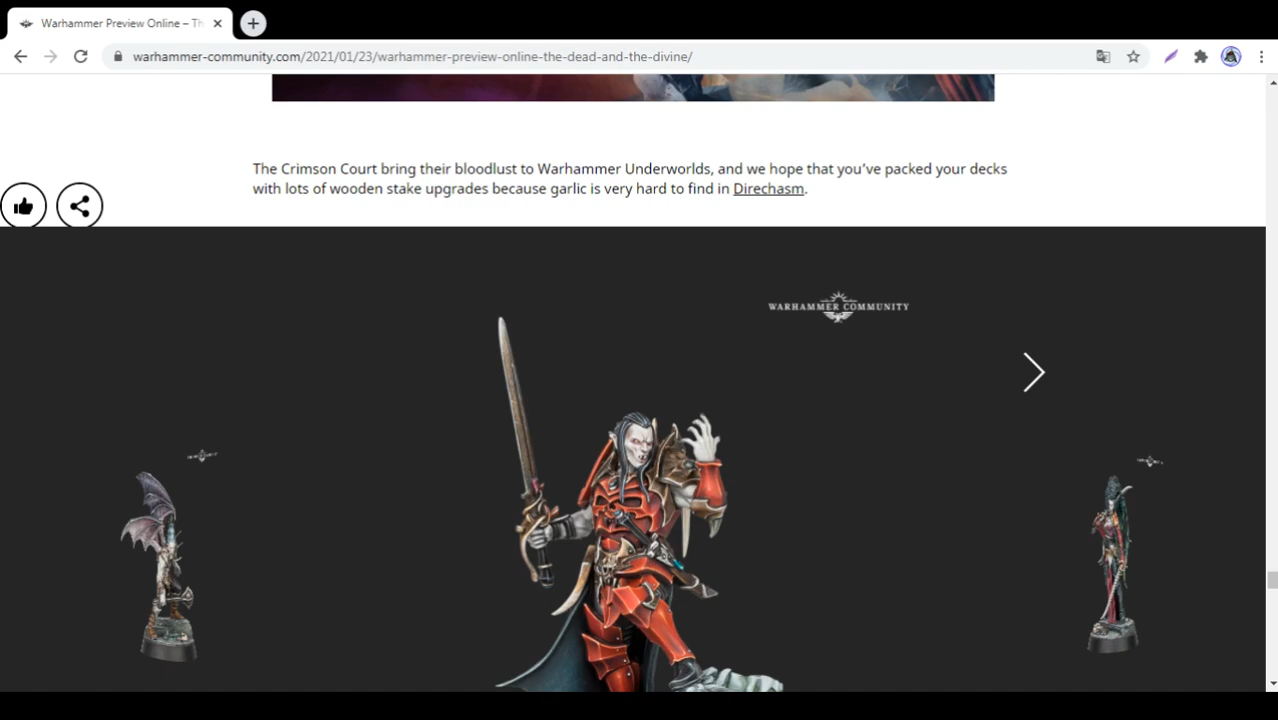 Warhammer Preview Online – Th
warhammer-community.com/2021/01/23/warhammer-preview-online-the-dead-and-the-divine/
The Crimson Court bring their bloodlust to Warhammer Underworlds, and we hope that you’ve packed your decks
with lots of wooden stake upgrades because garlic is very hard to find in Direchasm.
WARHAMMER COMMUNITY